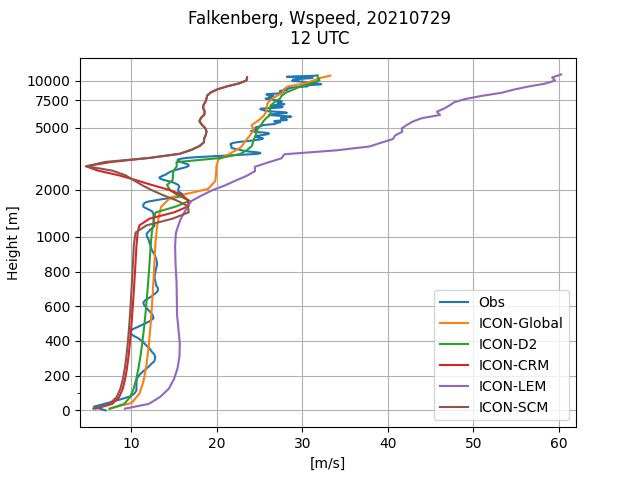 Falkenberg, Wspeed, 20210729
12 UTC
Height [m]
10000
7500
5000
2000
1000
800
600
400
200
0
10
20
30
40
50
60
[m/s]
Obs
ICON-Global
ICON-D2
ICON-CRM
ICON-LEM
ICON-SCM